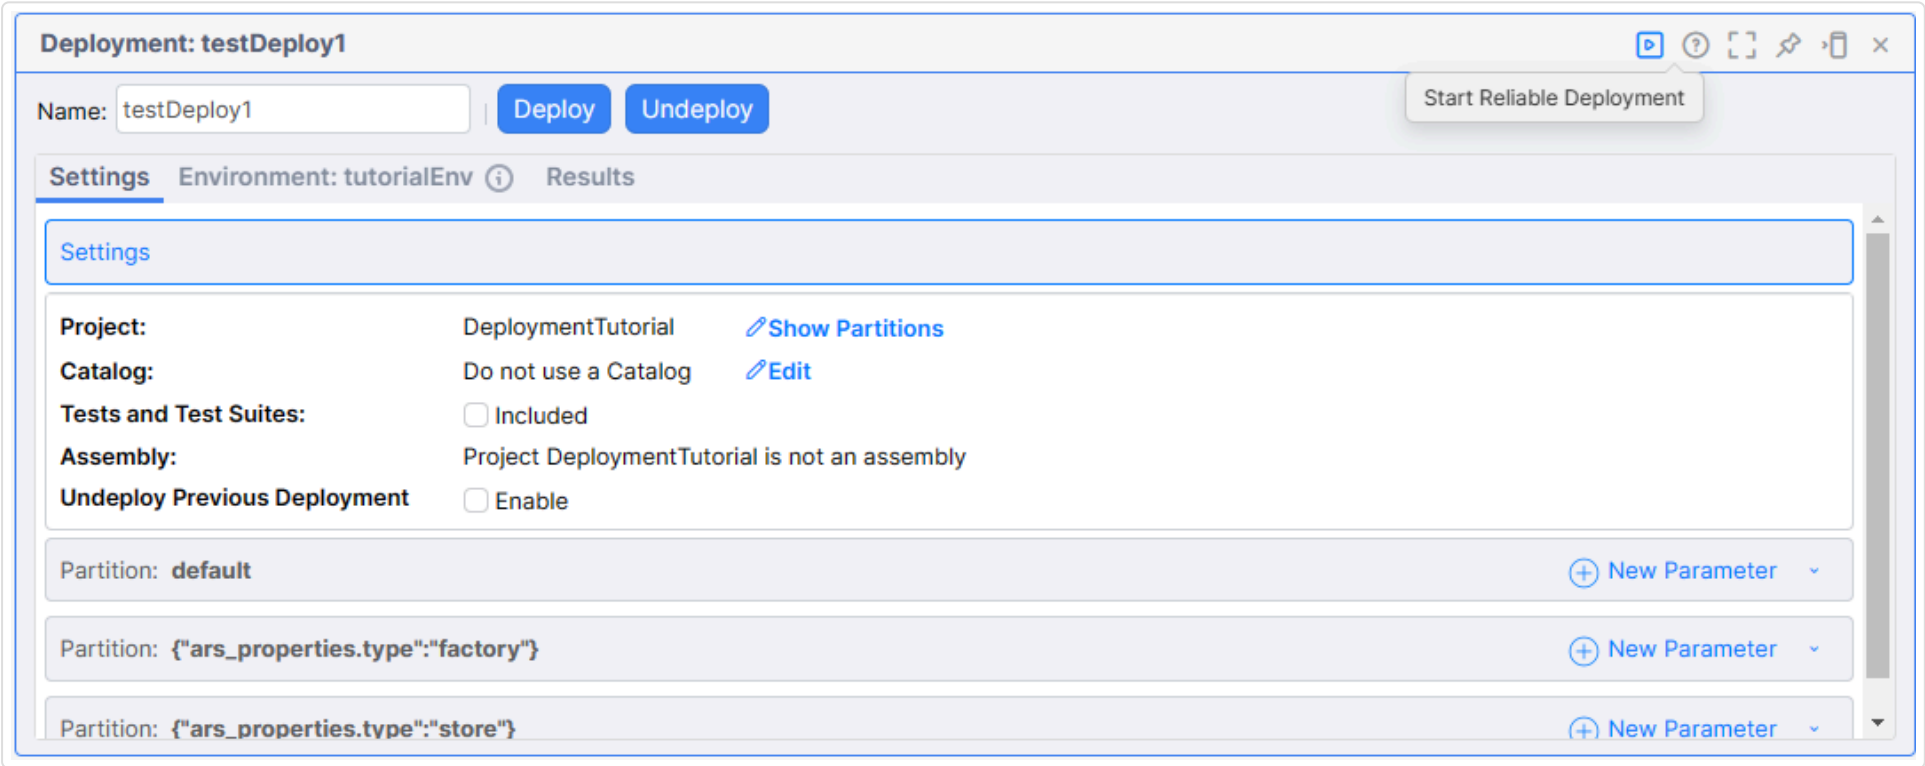 Deployment: testDeploy1
Start Reliable Deployment
Name: testDeploy1 Deploy Undeploy
Settings Environment: tutorialEnv Results
Settings
Project: DeploymentTutorial Show Partitions
Catalog: Do not use a Catalog Edit
Tests and Test Suites: Included
Assembly: Project DeploymentTutorial is not an assembly
Undeploy Previous Deployment Enable
Partition: default New Parameter
Partition: {"ars_properties.type":"factory"} New Parameter
Partition: {"ars_properties.type":"store"} New Parameter